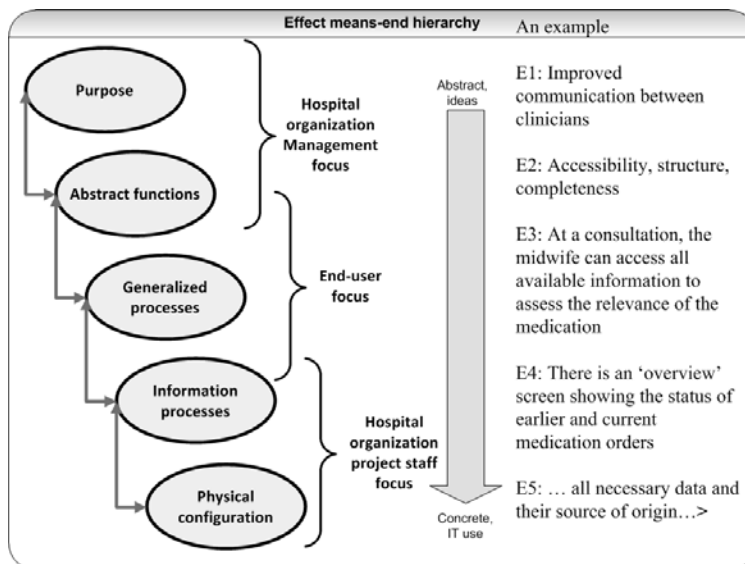 Effect means-end hierarchy
An example
Purpose
Abstract functions
Generalized
processes
Information
processes
Physical
configuration
Hospital
organization
Management
focus
End-user
focus
Hospital
organization
project staff
focus
Abstract,
ideas
Concrete,
IT use
E1: Improved
communication between
clinicians
E2: Accessibility, structure,
completeness
E3: At a consultation, the
midwife can access all
available information to
assess the relevance of the
medication
E4: There is an ‘overview’
screen showing the status of
earlier and current
medication orders
E5: … all necessary data and
their source of origin…>